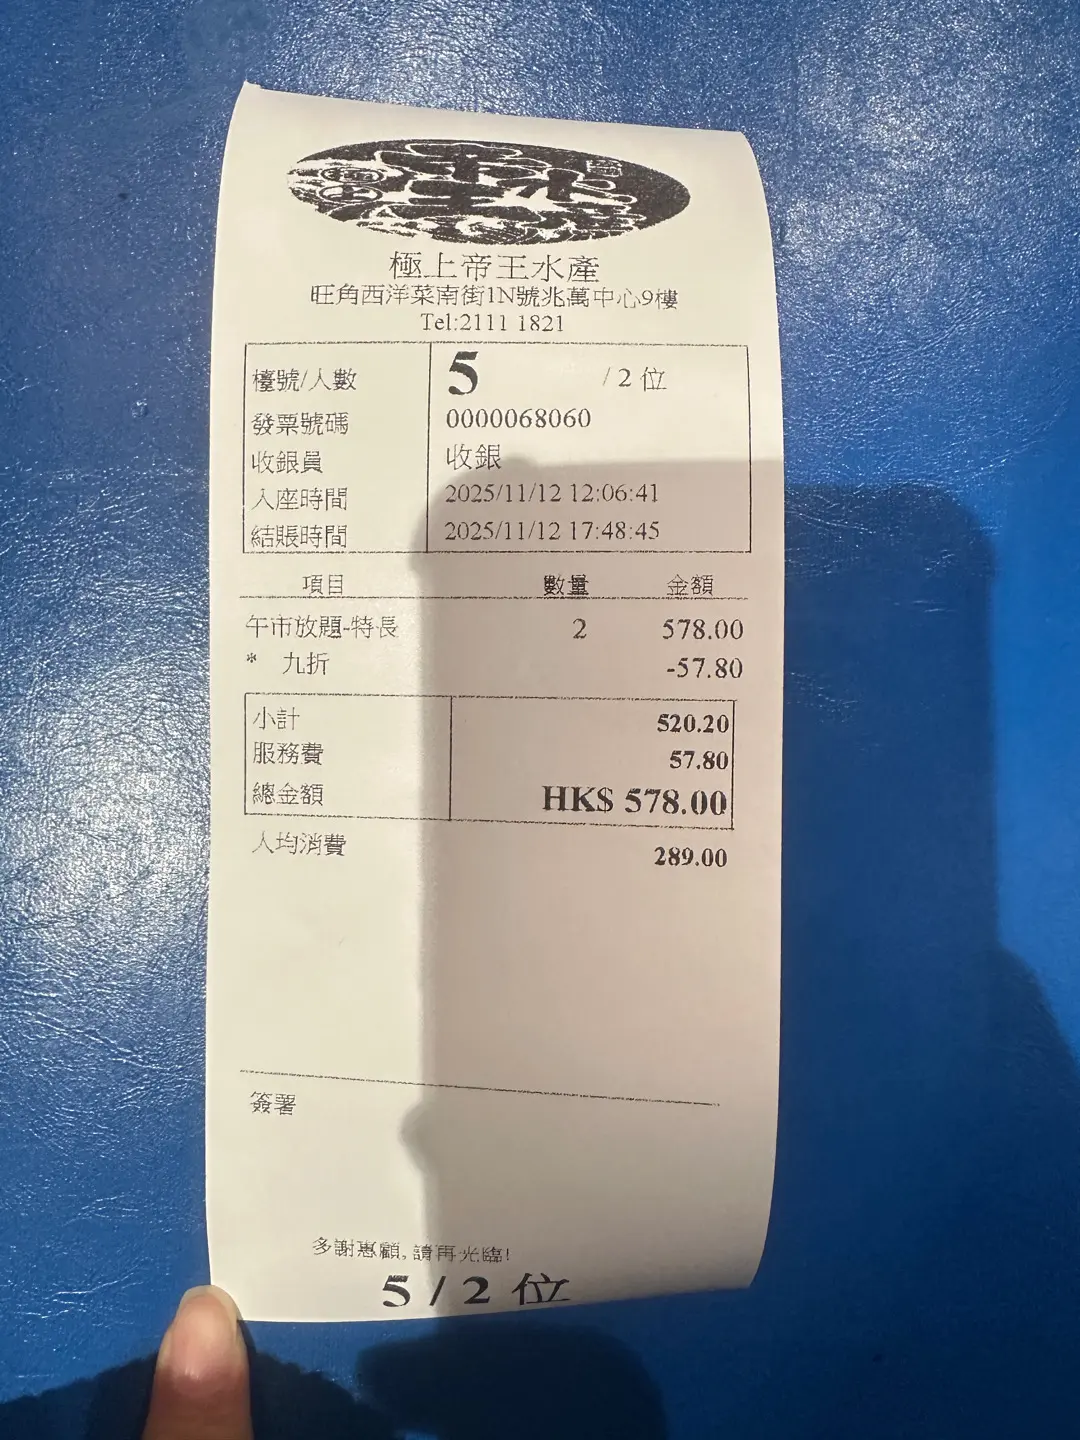 極上帝王水產
旺角西洋菜南街1N號兆萬中心9樓
Tel:2111 1821
檯號/人數 5 / 2 位
發票號碼 0000068060
收銀員 收銀
入座時間 2025/11/12 12:06:41
結賬時間 2025/11/12 17:48:45
項目 數量 金額
午市放題-特長 2 578.00
* 九折 -57.80
小計 520.20
服務費 57.80
總金額 HK$ 578.00
人均消費 289.00
簽署
多謝惠顧, 請再光臨!
5 / 2 位